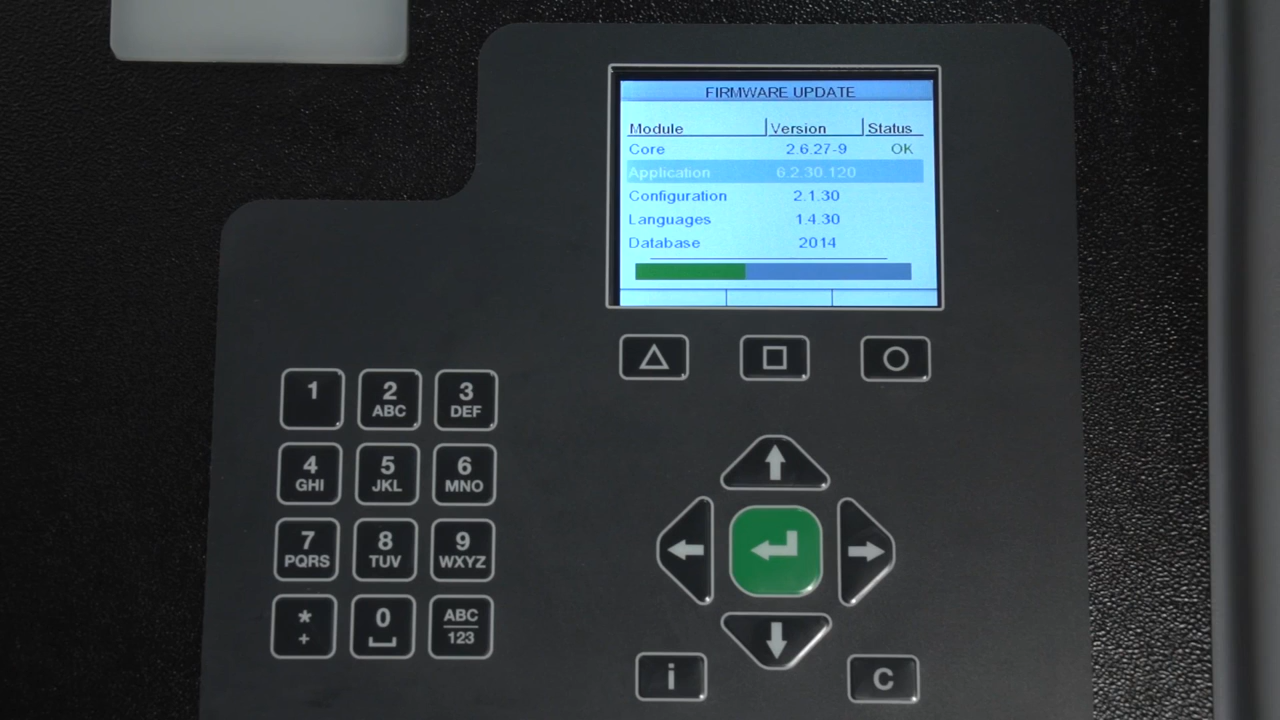 FIRMWARE UPDATE
Module Version Status
Core 2.6.27-9 OK
Application 6.2.30.120
Configuration 2.1.30
Languages 1.4.30
Database 2014
1 2 ABC 3 DEF
4 GHI 5 JKL 6 MNO
7 PQRS 8 TUV 9 WXYZ
* + 0 ABC 123
i C